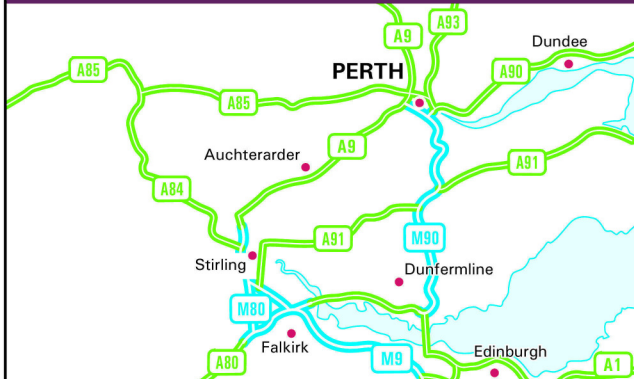 A9
A93
Dundee
A85
PERTH
A90
A85
A9
Auchterarder
A91
A84
A91
M90
Stirling
Dunfermline
M80
Falkirk
A80
M9
Edinburgh
A1